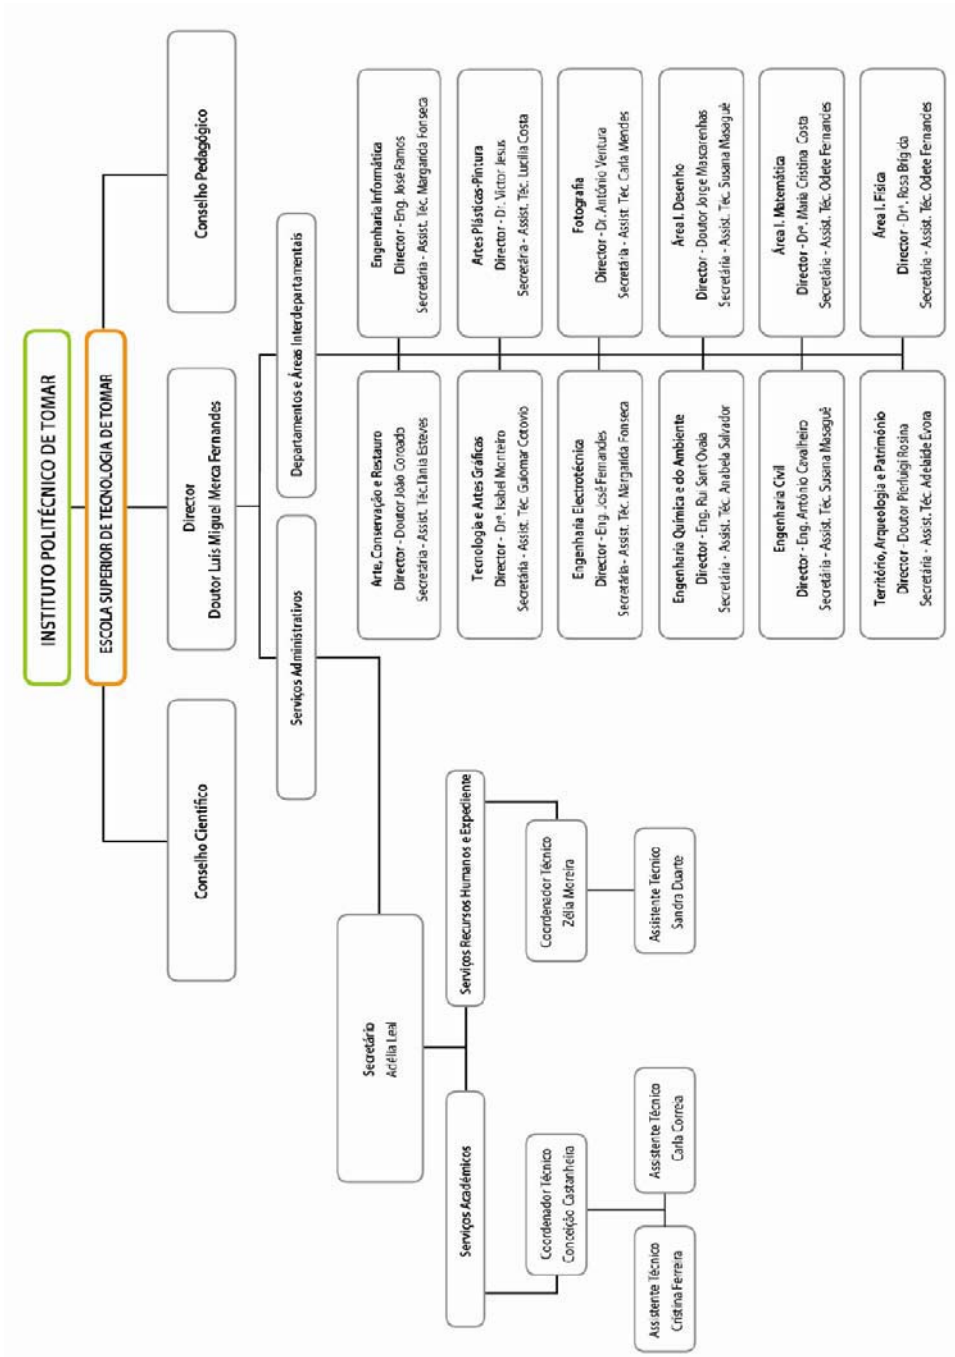 INSTITUTO POLITÉCNICO DE TOMAR
ESCOLA SUPERIOR DE TECNOLOGIA DE TOMAR
Conselho Científico
Director
Doutor Luis Miguel Merca Fernandes
Conselho Pedagógico
Serviços Administrativos
Departamentos e Áreas Interdepartamentais
Secretário
Adélia Leal
Serviços Académicos
Serviços Recursos Humanos e Expediente
Coordenador Técnico
Conceição Castanheira
Coordenador Técnico
Zélia Moreira
Assistente Técnico
Cristina Ferreira
Assistente Técnico
Carla Correia
Assistente Técnico
Sandra Duarte
Arte, Conservação e Restauro
Director - Doutor João Coroado
Secretária - Assist. Téc.Tânia Esteves
Engenharia Informática
Director - Eng. José Ramos
Secretária - Assist. Téc. Margarida Fonseca
Tecnologia e Artes Gráficas
Director - Drª. Isabel Monteiro
Secretária - Assist. Téc. Guiomar Cotovio
Artes Plásticas-Pintura
Director - Dr. Victor Jesus
Secretária - Assist. Téc. Lucília Costa
Engenharia Electrotécnica
Director - Eng. José Fernandes
Secretária - Assist. Téc. Margarida Fonseca
Fotografia
Director - Dr. António Ventura
Secretária - Assist. Téc. Carla Mendes
Engenharia Química e do Ambiente
Director - Eng. Rui Sant Ovaia
Secretária - Assist. Téc. Anabela Salvador
Área I. Desenho
Director - Doutor Jorge Mascarenhas
Secretária - Assist. Téc. Susana Masaguê
Engenharia Civil
Director - Eng. António Cavalheiro
Secretária - Assist. Téc. Susana Masaguê
Área I. Matemática
Director - Drª. Maria Cristina Costa
Secretária - Assist. Téc. Odete Fernandes
Território, Arqueologia e Património
Director - Doutor Pierluigi Rosina
Secretária - Assist. Téc. Adelaide Évora
Área I. Física
Director - Drª. Rosa Brígida
Secretária - Assist. Téc. Odete Fernandes